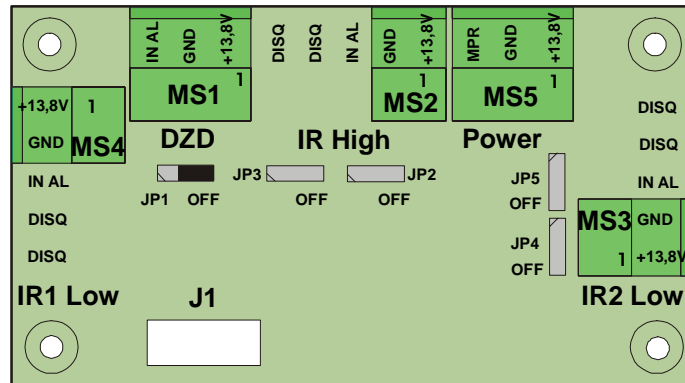 IN AL GND +13,8V
DISQ DISQ IN AL
GND +13,8V
MPR GND +13,8V
1
MS1
1
MS2
1
MS5
+13,8V 1
GND MS4
IN AL
DISQ
DISQ
IR1 Low
DZD
IR High
Power
DISQ
DISQ
IN AL
JP1 OFF
JP3
OFF
JP2
OFF
JP5
OFF
JP4
OFF
MS3 GND
1 +13,8V
IR2 Low
J1